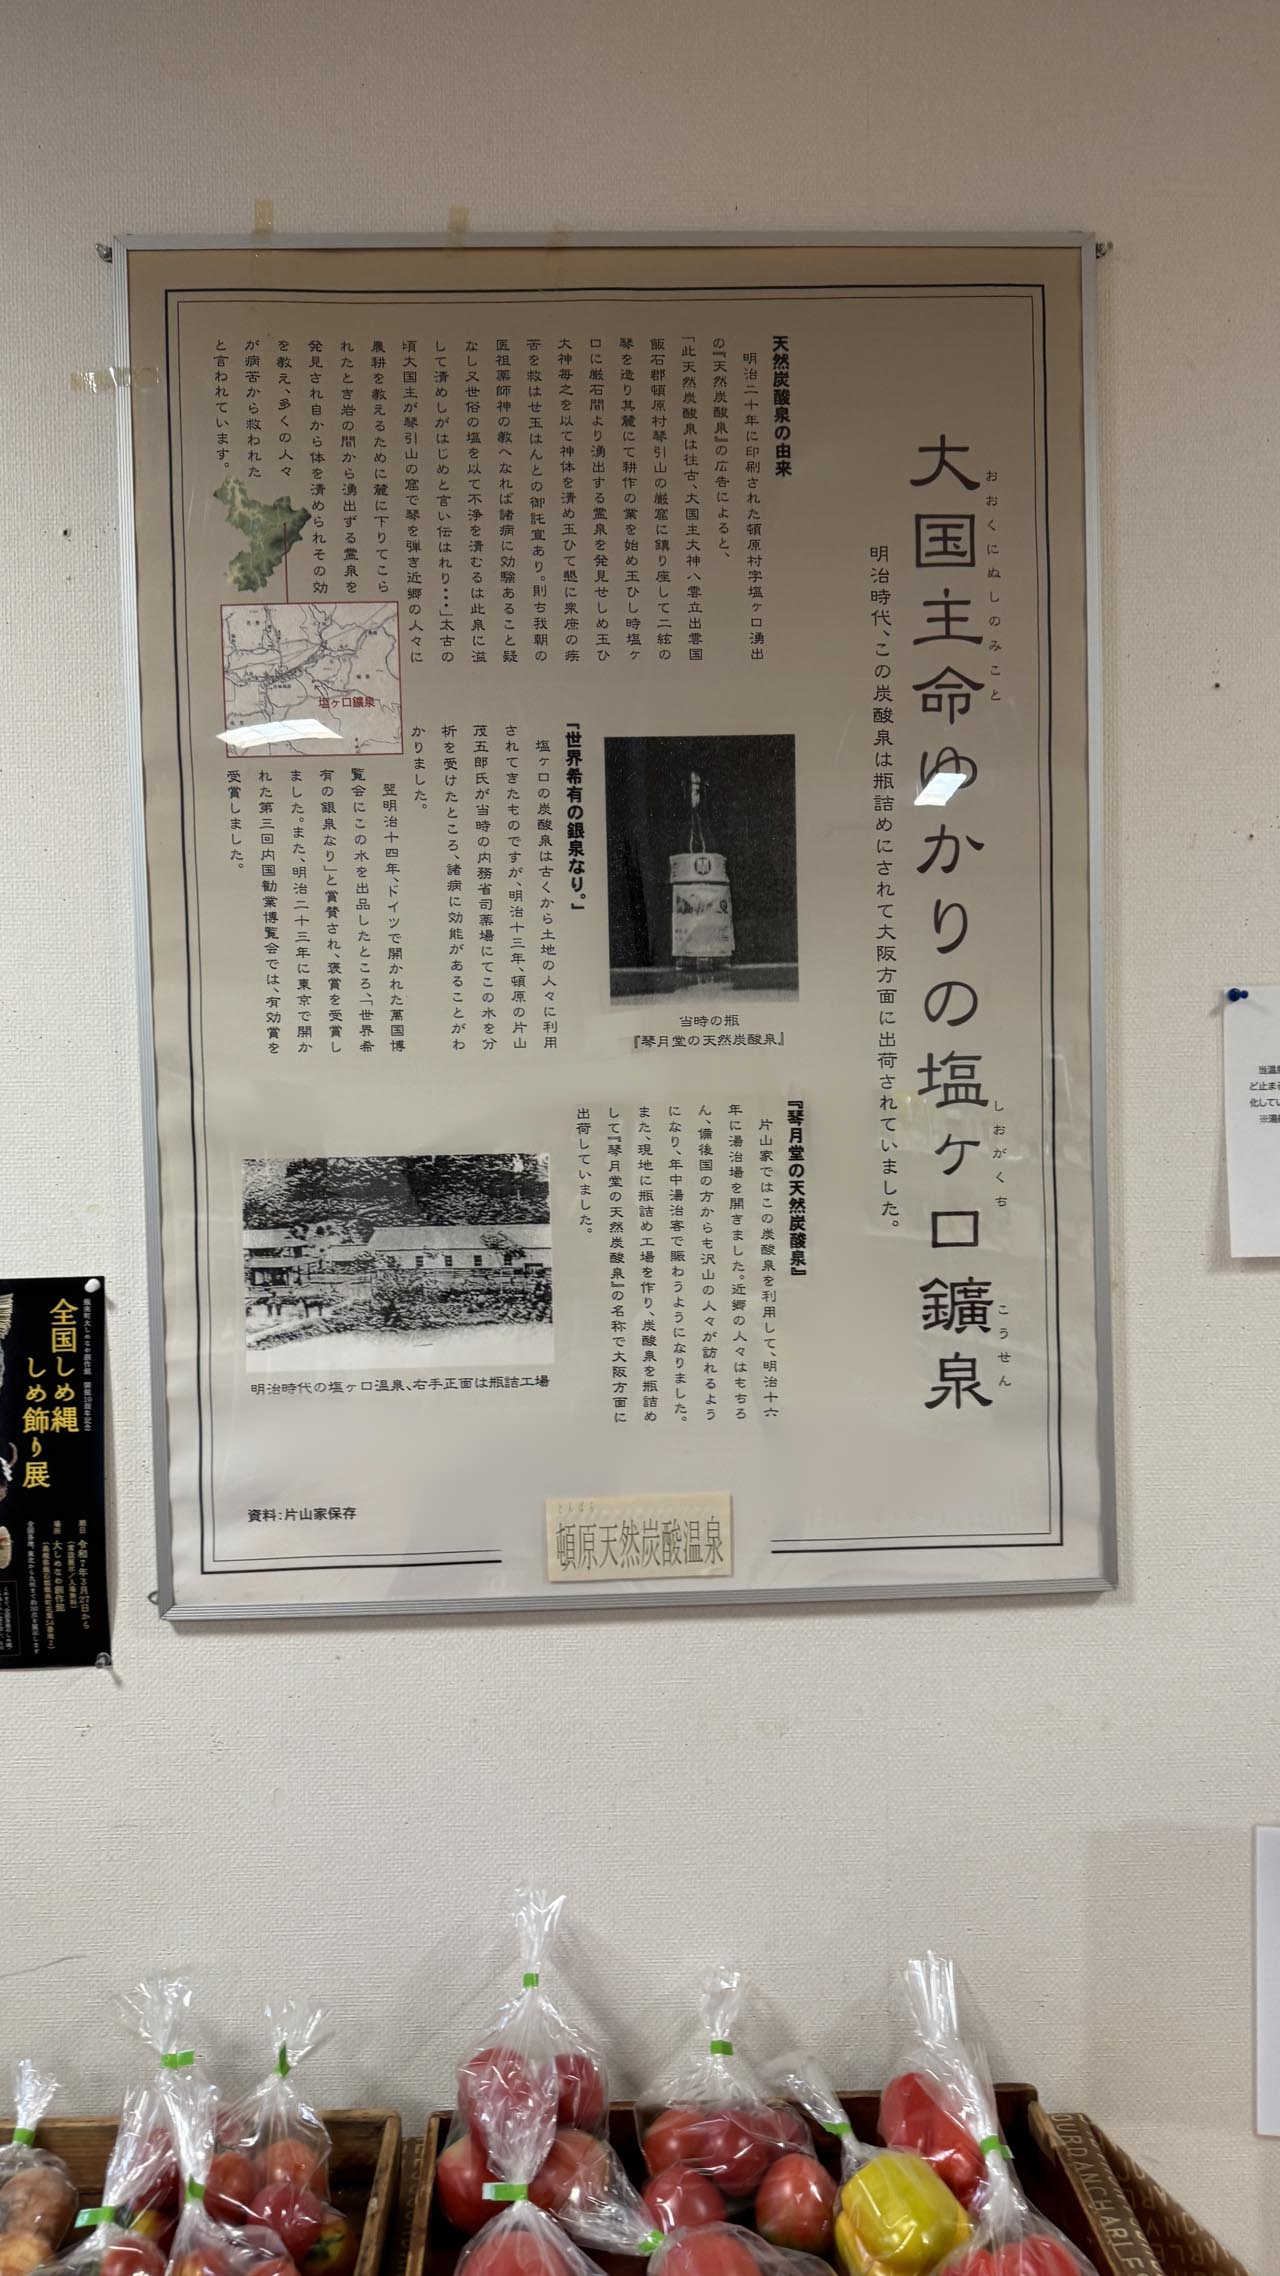 大国主命ゆかりの塩ヶ口鑛泉
おおくにぬしのみこと
しおがくち
こうせん
明治時代、この炭酸泉は瓶詰めにされて大阪方面に出荷されていました。
天然炭酸泉の由来
明治二十年に印刷された頓原村字塩ヶ口湧出
の『天然炭酸泉』の広告によると、
「此天然炭酸泉は往古、大国主大神八雲立出雲国
飯石郡頓原村琴引山の巌窟に鎮り座して二絃の
琴を造り其麓にて耕作の業を始め玉ひし時塩ヶ
口に巌石間より湧出する霊泉を発見せしめ玉ひ
大神毎之を以て神体を清め玉ひて懇に衆庶の疾
苦を救はせ玉はんとの御託宣あり。則ち我朝の
医祖薬師神の教へなれば諸病に効験あること疑
なし又世俗の塩を以て不浄を清むるは此泉に滋
して清めしがはじめと言い伝はれり・・・」太古の
頃大国主が琴引山の窟で琴を弾き近郷の人々に
農耕を教えるために麓に下りてこら
れたとき岩の間から湧出ずる霊泉を
発見され自から体を清められその効
を教え、多くの人々
が病苦から救われた
と言われています。
塩ヶ口鑛泉
当時の瓶
『琴月堂の天然炭酸泉』
「世界希有の銀泉なり。」
塩ヶ口の炭酸泉は古くから土地の人々に利用
されてきたものですが、明治十三年、頓原の片山
茂五郎氏が当時の内務省司薬場にてこの水を分
析を受けたところ、諸病に効能があることがわ
かりました。
翌明治十四年、ドイツで開かれた萬国博
覧会にこの水を出品したところ、「世界希
有の銀泉なり」と賞賛され、褒賞を受賞し
ました。また、明治二十三年に東京で開か
れた第三回内国勧業博覧会では、有効賞を
受賞しました。
『琴月堂の天然炭酸泉』
片山家ではこの炭酸泉を利用して、明治十六
年に湯治場を開きました。近郷の人々はもちろ
ん、備後国の方からも沢山の人々が訪れるよう
になり、年中湯治客で賑わうようになりました。
また、現地に瓶詰め工場を作り、炭酸泉を瓶詰め
して『琴月堂の天然炭酸泉』の名称で大阪方面に
出荷していました。
明治時代の塩ヶ口温泉、右手正面は瓶詰工場
資料：片山家保存
とんばら
頓原天然炭酸温泉
全国しめ縄
しめ飾り展
期日 令和7年3月27日から
場所 大しめなわ創作館
当温泉
ど止ま
化してい